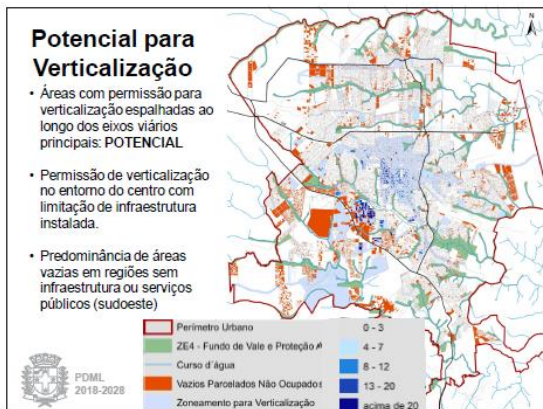 Potencial para
Verticalização
• Áreas com permissão para
verticalização espalhadas ao
longo dos eixos viários
principais: POTENCIAL
• Permissão de verticalização
no entorno do centro com
limitação de infraestrutura
instalada.
• Predominância de áreas
vazias em regiões sem
infraestrutura ou serviços
públicos (sudoeste)
N
Perímetro Urbano
ZE4 - Fundo de Vale e Proteção A
Curso d´água
Vazios Parcelados Não Ocupados
Zoneamento para Verticalização
0 - 3
4 - 7
8 - 12
13 - 20
acima de 20
PDML
2018-2028